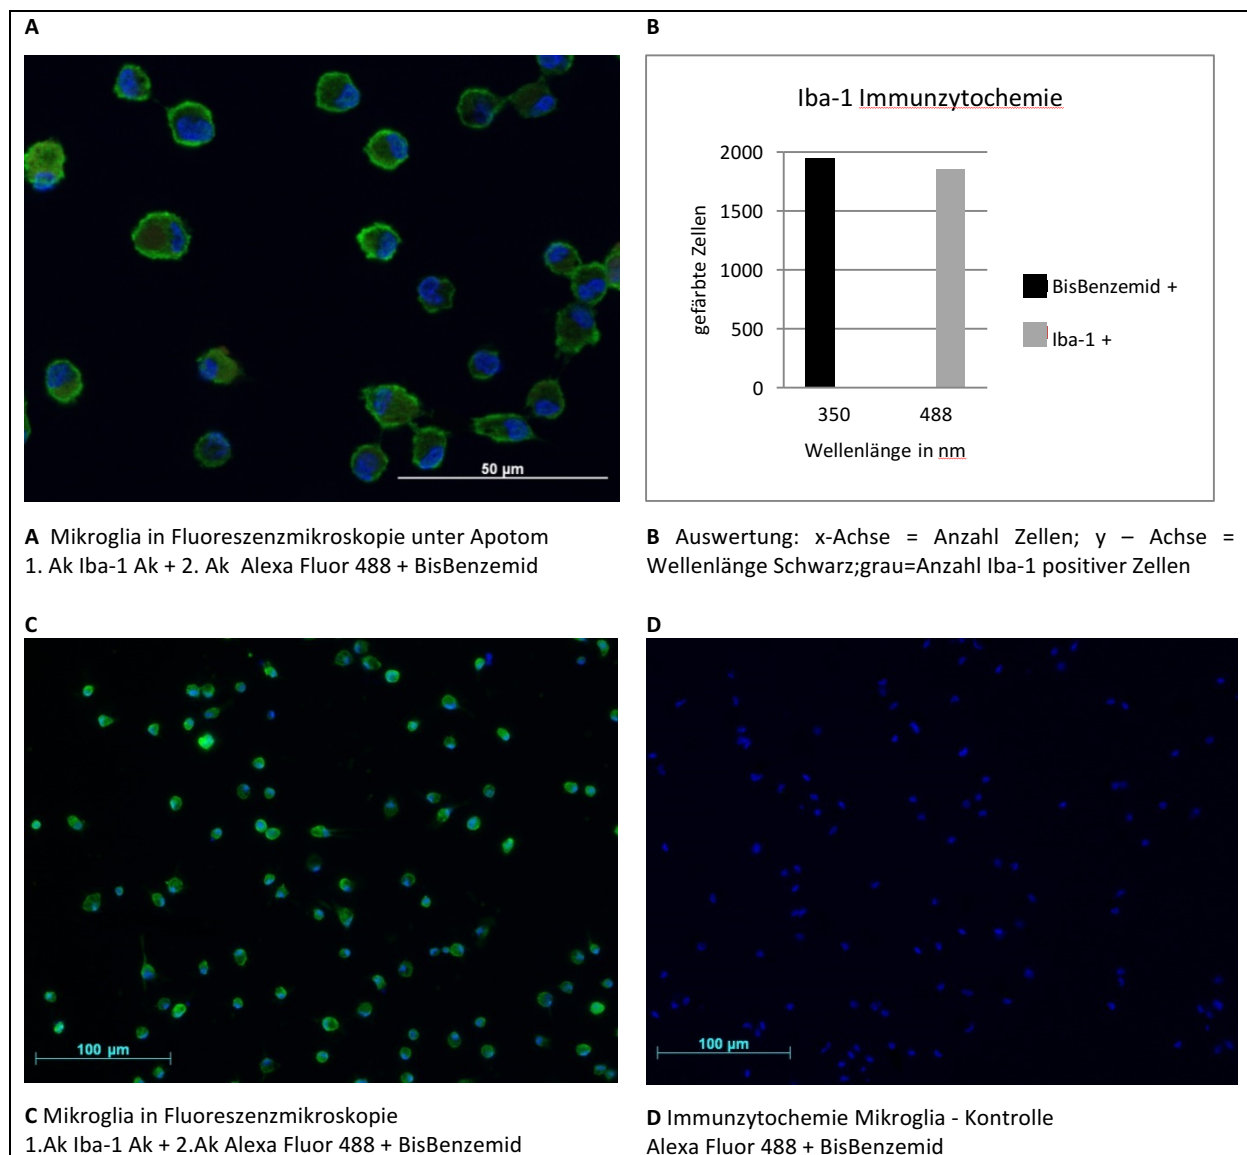 A
50 µm
A Mikroglia in Fluoreszenzmikroskopie unter Apotom
1. Ak Iba-1 Ak + 2. Ak Alexa Fluor 488 + BisBenzemid
B
Iba-1 Immunzytochemie
2000
1500
1000
500
0
gefärbte Zellen
350 488
Wellenlänge in nm
BisBenzemid +
Iba-1 +
B Auswertung: x-Achse = Anzahl Zellen; y – Achse =
Wellenlänge Schwarz;grau=Anzahl Iba-1 positiver Zellen
C
100 µm
C Mikroglia in Fluoreszenzmikroskopie
1.Ak Iba-1 Ak + 2.Ak Alexa Fluor 488 + BisBenzemid
D
100 µm
D Immunzytochemie Mikroglia - Kontrolle
Alexa Fluor 488 + BisBenzemid